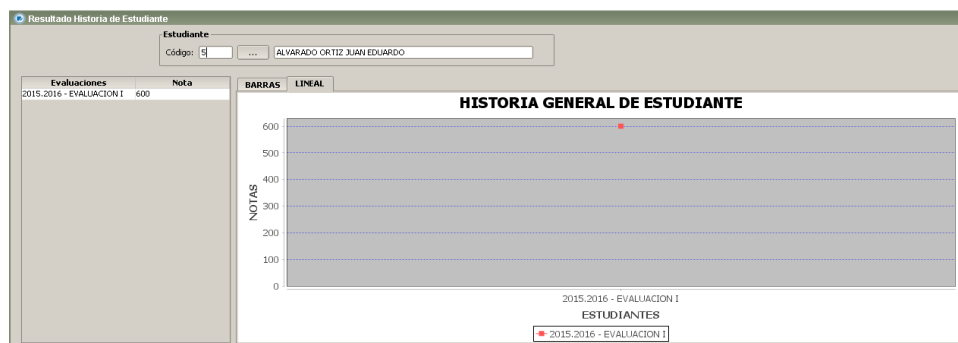 Resultado Historia de Estudiante
Estudiante
Código: 5 ... ALVARADO ORTIZ JUAN EDUARDO
Evaluaciones Nota
2015.2016 - EVALUACION I 600
BARRAS LINEAL
HISTORIA GENERAL DE ESTUDIANTE
600
500
400
300
200
100
0
NOTAS
2015.2016 - EVALUACION I
ESTUDIANTES
2015.2016 - EVALUACION I